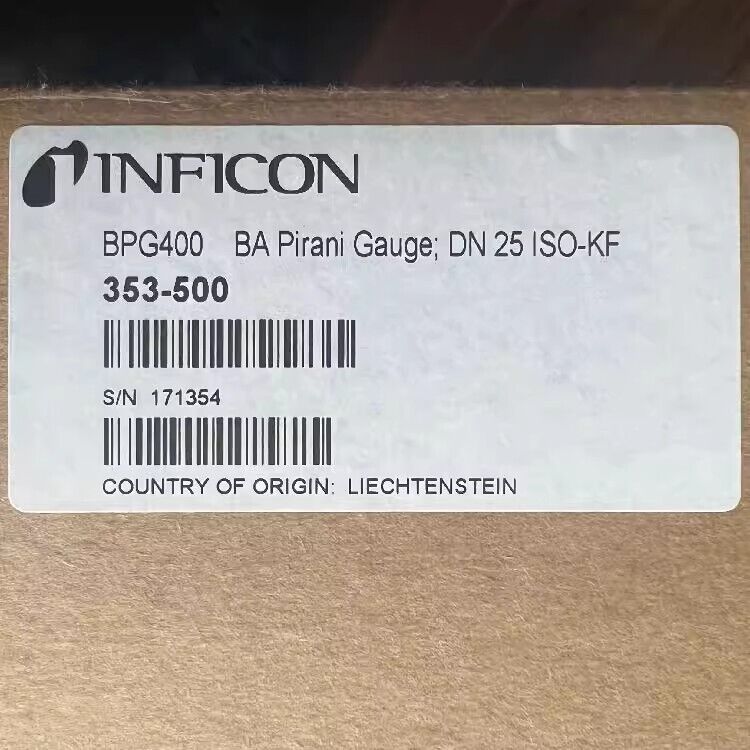 INFICON
BPG400 BA Pirani Gauge; DN 25 ISO-KF
353-500
S/N 171354
COUNTRY OF ORIGIN: LIECHTENSTEIN